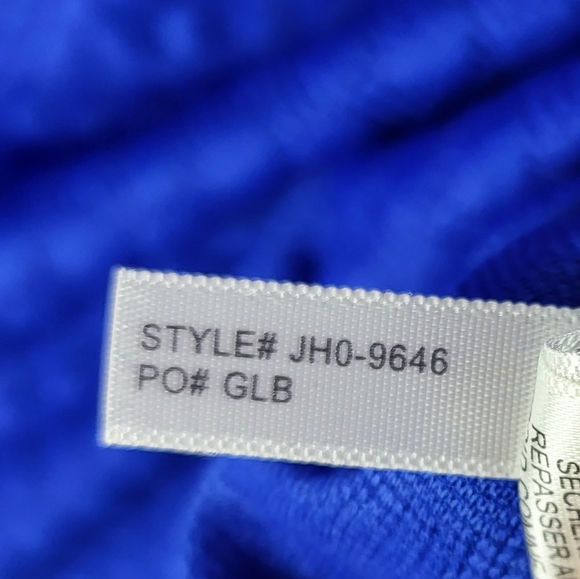 STYLE# JH0-9646
PO# GLB
REPASSER A